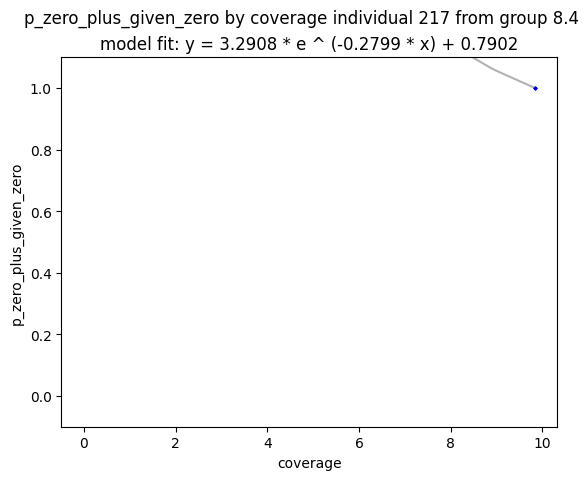 p_zero_plus_given_zero by coverage individual 217 from group 8.4
model fit: y = 3.2908 * e ^ (-0.2799 * x) + 0.7902
1.0
0.8
0.6
0.4
0.2
0.0
p_zero_plus_given_zero
0 2 4 6 8 10
coverage